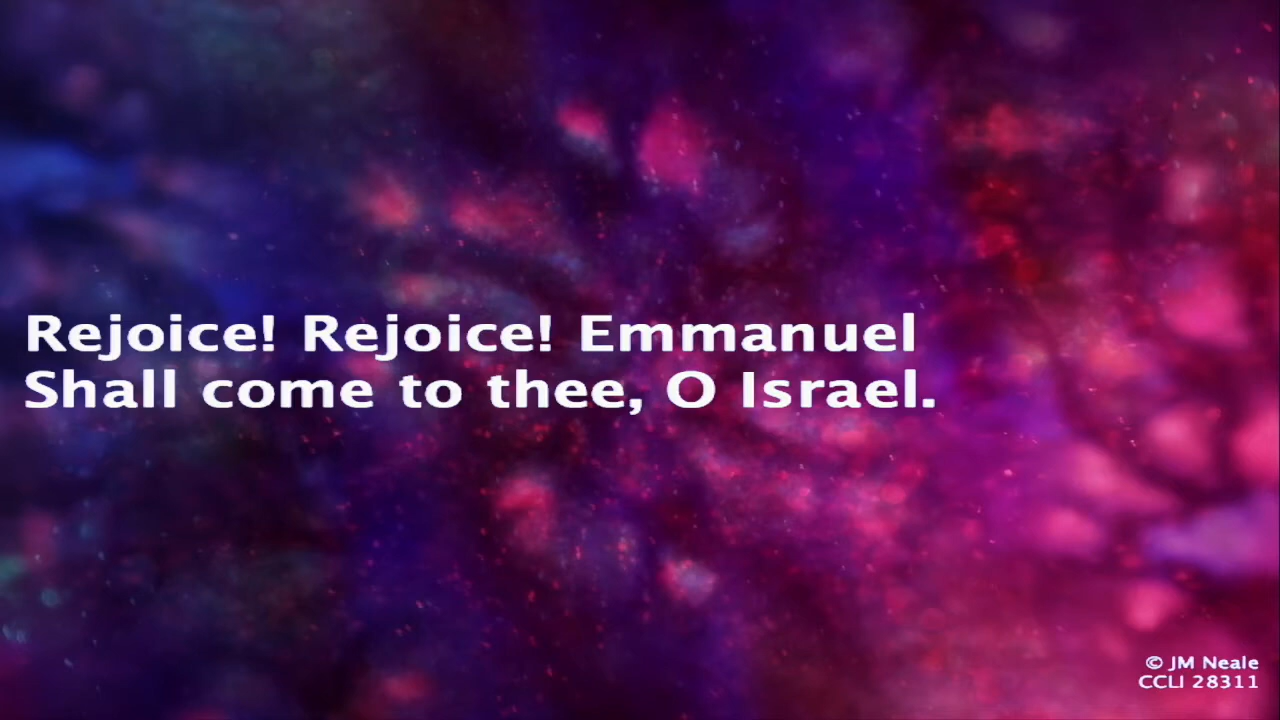 Rejoice! Rejoice! Emmanuel
Shall come to thee, O Israel.
© JM Neale
CCLI 28311